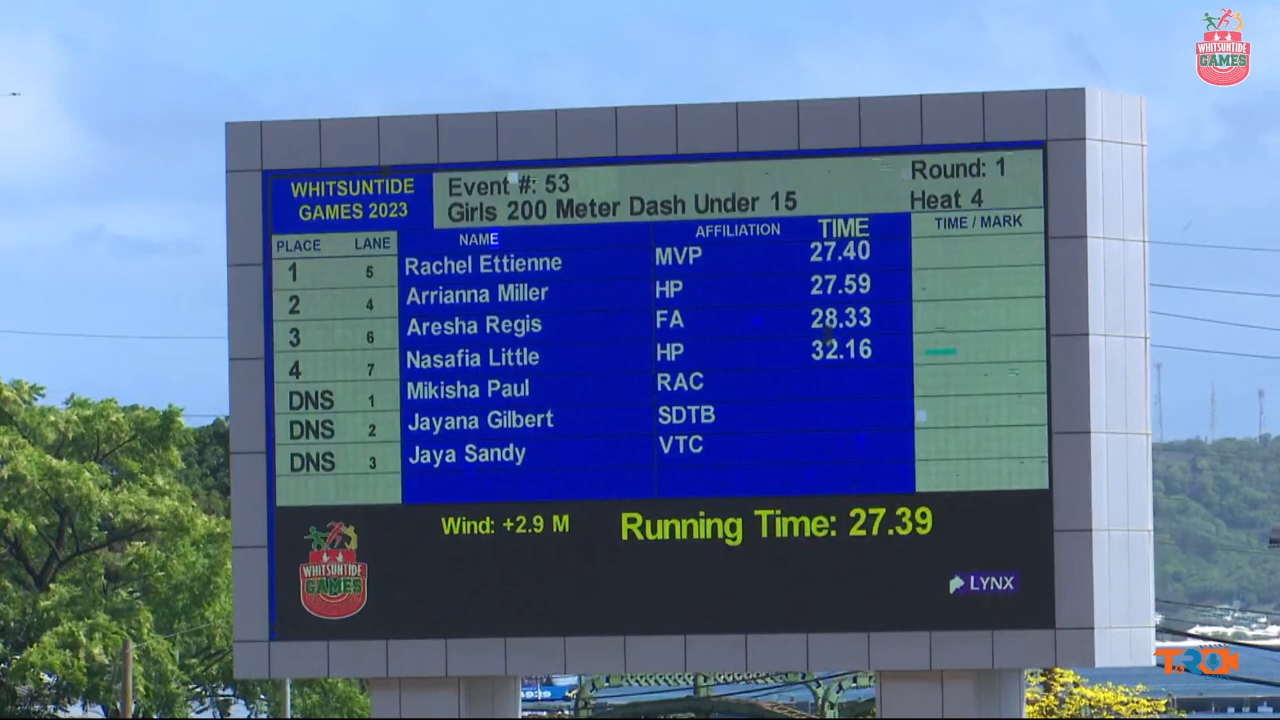 WHITSUNTIDE
GAMES
WHITSUNTIDE
GAMES 2023
Event #: 53
Girls 200 Meter Dash Under 15
Round: 1
Heat 4
PLACE LANE NAME AFFILIATION TIME TIME / MARK
1 5 Rachel Ettienne MVP 27.40
2 4 Arrianna Miller HP 27.59
3 6 Aresha Regis FA 28.33
4 7 Nasafia Little HP 32.16
DNS 1 Mikisha Paul RAC
DNS 2 Jayana Gilbert SDTB
DNS 3 Jaya Sandy VTC
Wind: +2.9 M
Running Time: 27.39
WHITSUNTIDE
GAMES
LYNX